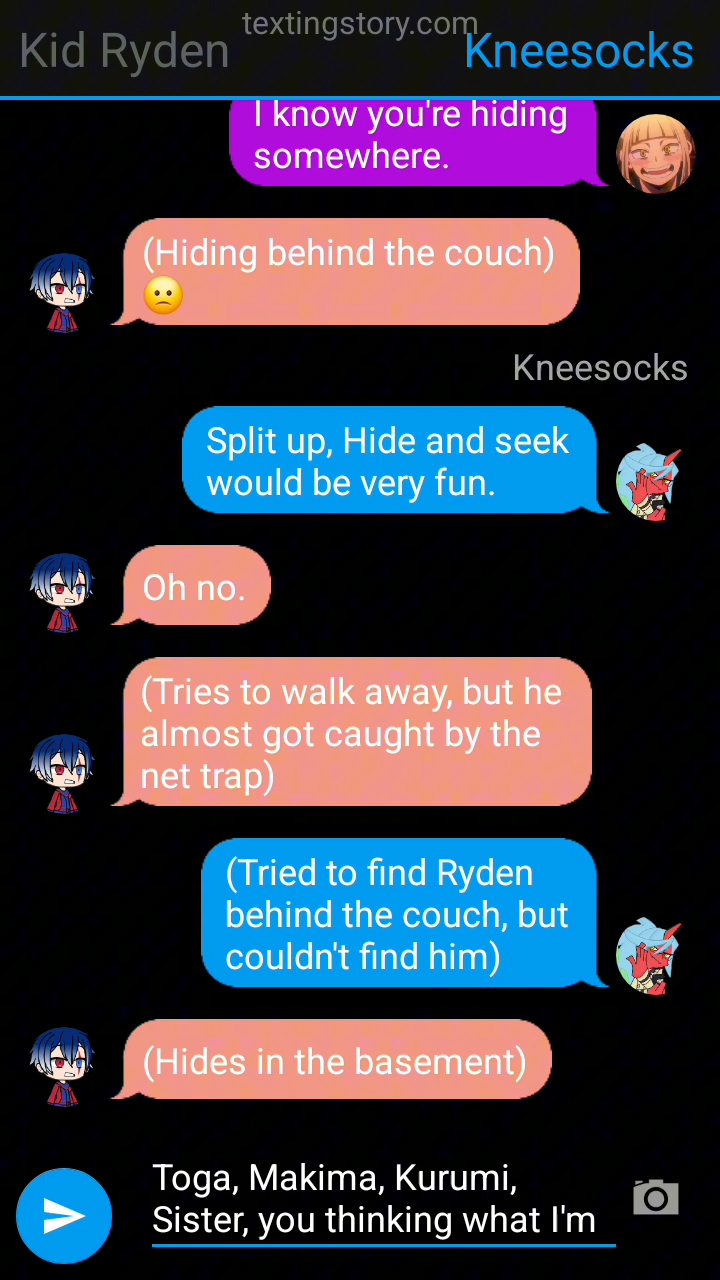 textingstory.com
Kid Ryden
Kneesocks
I know you're hiding
somewhere.
(Hiding behind the couch)
🙁
Kneesocks
Split up, Hide and seek
would be very fun.
Oh no.
(Tries to walk away, but he
almost got caught by the
net trap)
(Tried to find Ryden
behind the couch, but
couldn't find him)
(Hides in the basement)
Toga, Makima, Kurumi,
Sister, you thinking what I'm